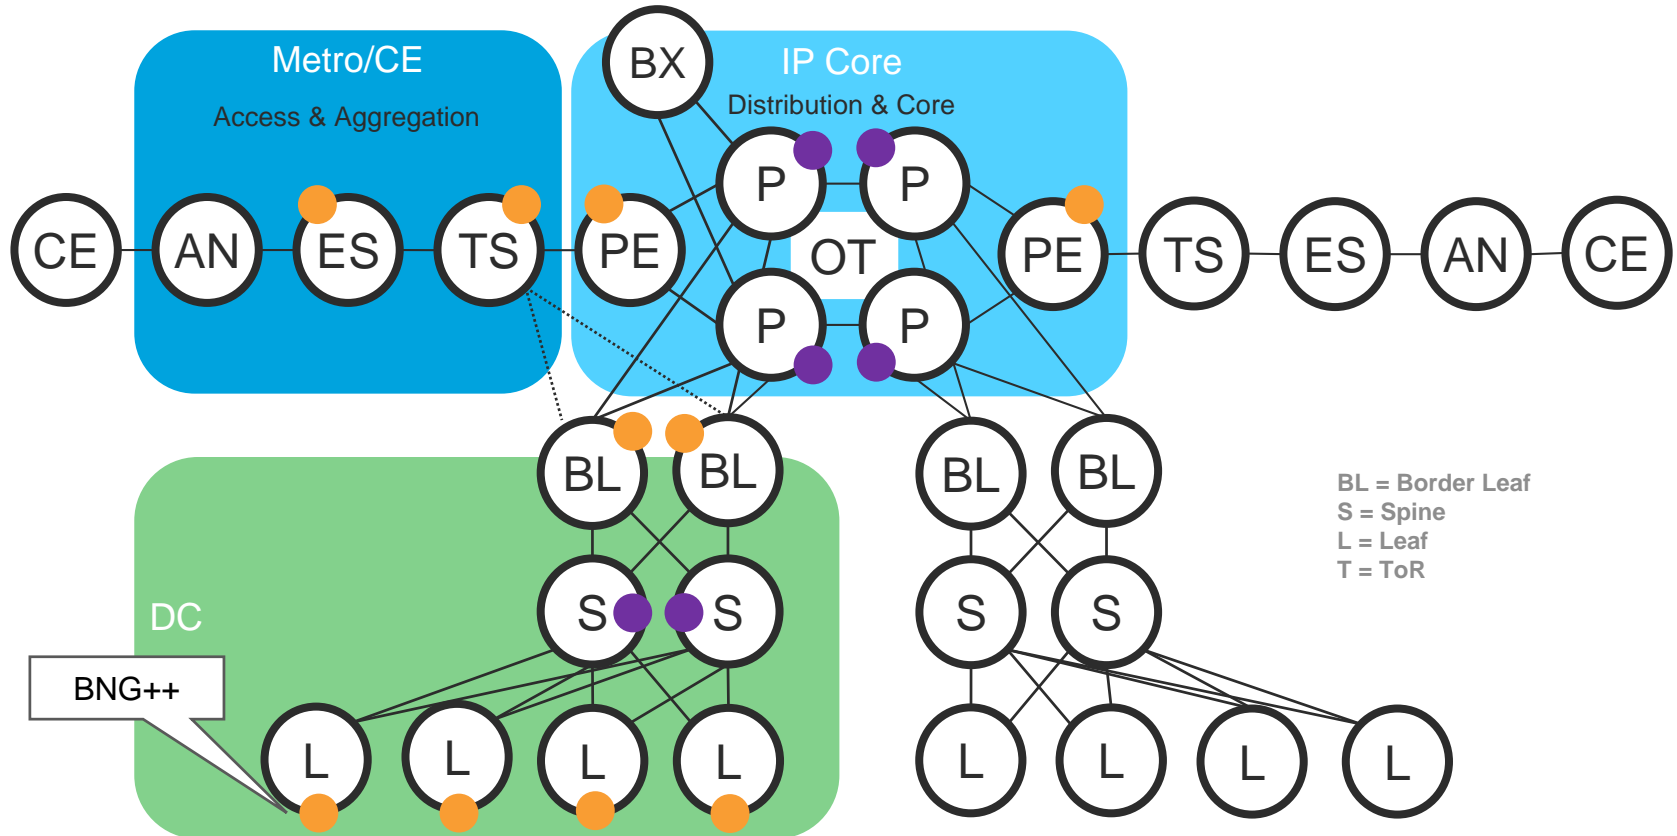 BX
Metro/CE
IP Core
Access & Aggregation
Distribution & Core
P
P
CE
AN
ES
TS
PE
OT
PE
TS
ES
AN
CE
P
P
BL
BL
BL
BL
BL = Border Leaf
S = Spine
L = Leaf
T = ToR
DC
S
S
S
S
BNG++
L
L
L
L
L
L
L
L